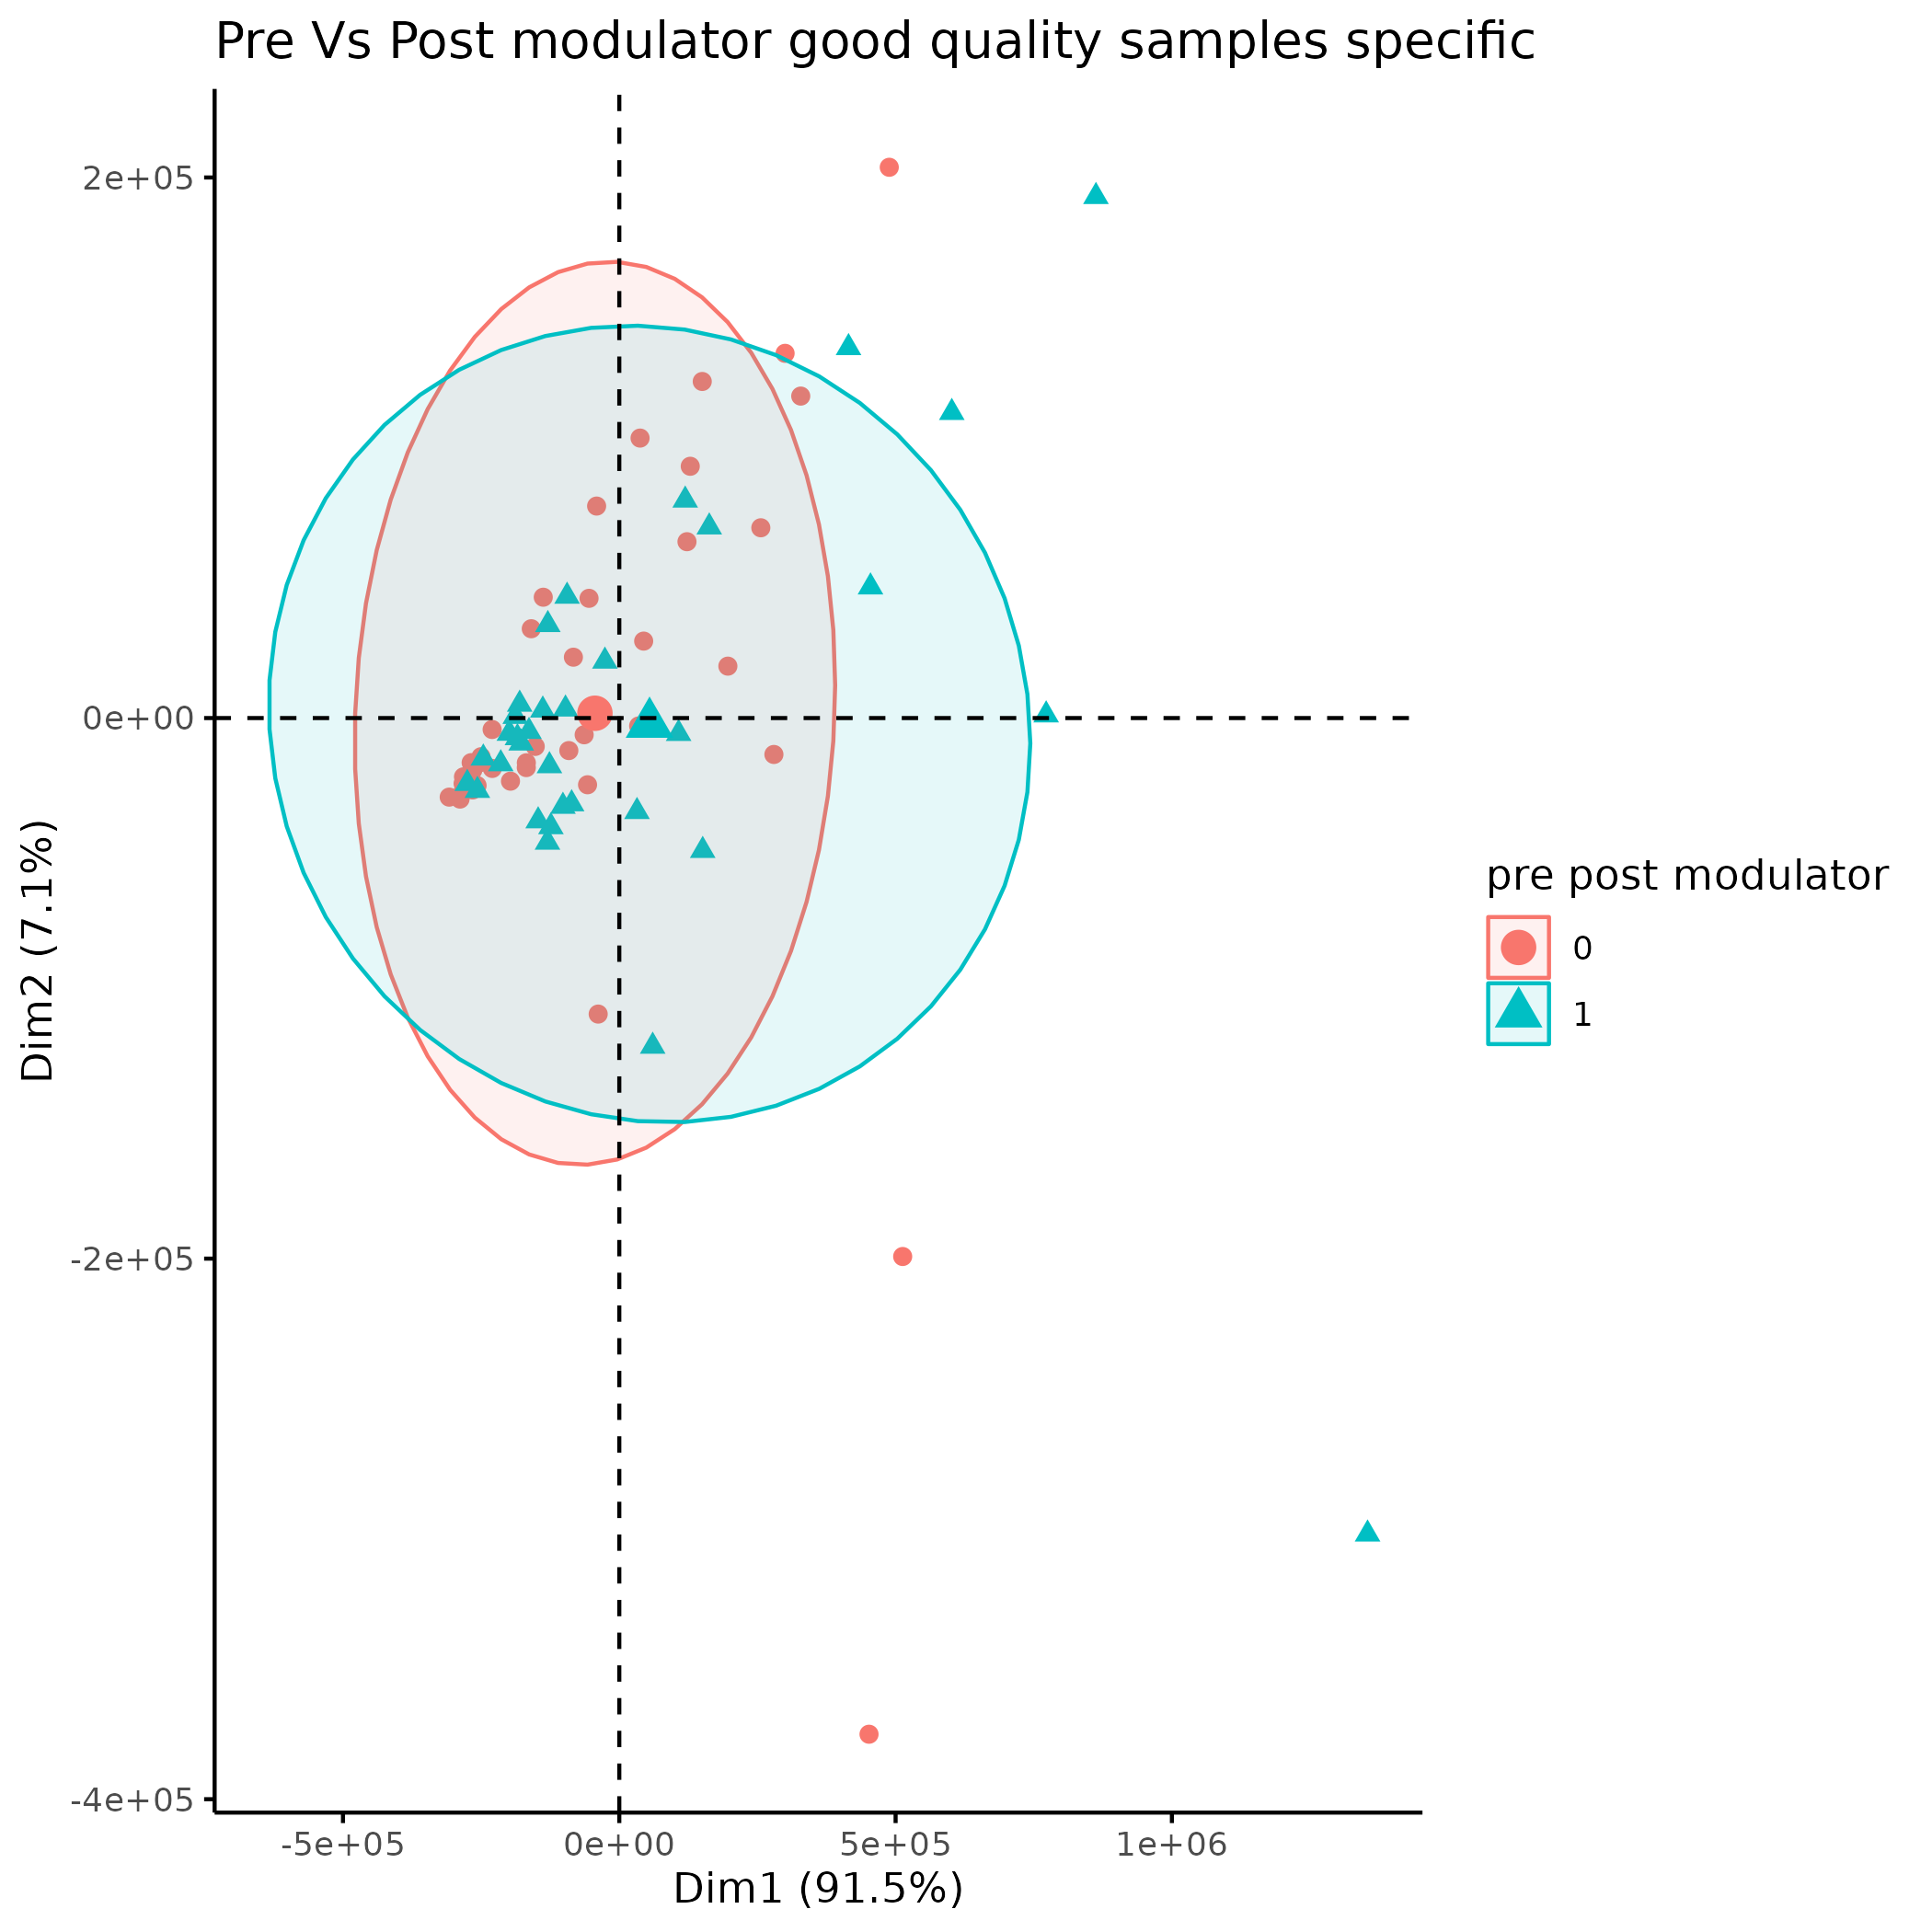 Pre Vs Post modulator good quality samples specific
2e+05
0e+00
-2e+05
-4e+05
Dim2 (7.1%)
-5e+05 0e+00 5e+05 1e+06
Dim1 (91.5%)
pre post modulator
0
1